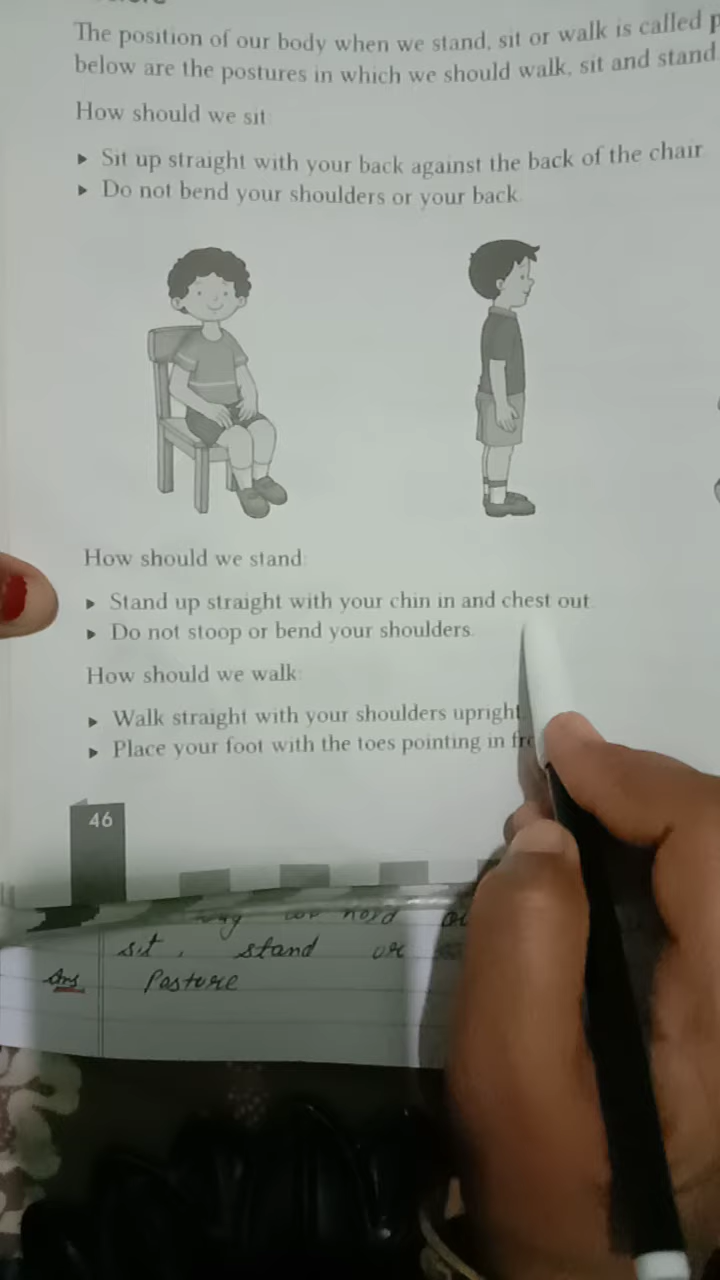 The position of our body when we stand, sit or walk is called
below are the postures in which we should walk, sit and stand.
How should we sit:
▸ Sit up straight with your back against the back of the chair.
▸ Do not bend your shoulders or your back.
How should we stand:
▸ Stand up straight with your chin in and chest out.
▸ Do not stoop or bend your shoulders.
How should we walk:
▸ Walk straight with your shoulders upright.
▸ Place your foot with the toes pointing in
46
sit, stand or
Ans Posture